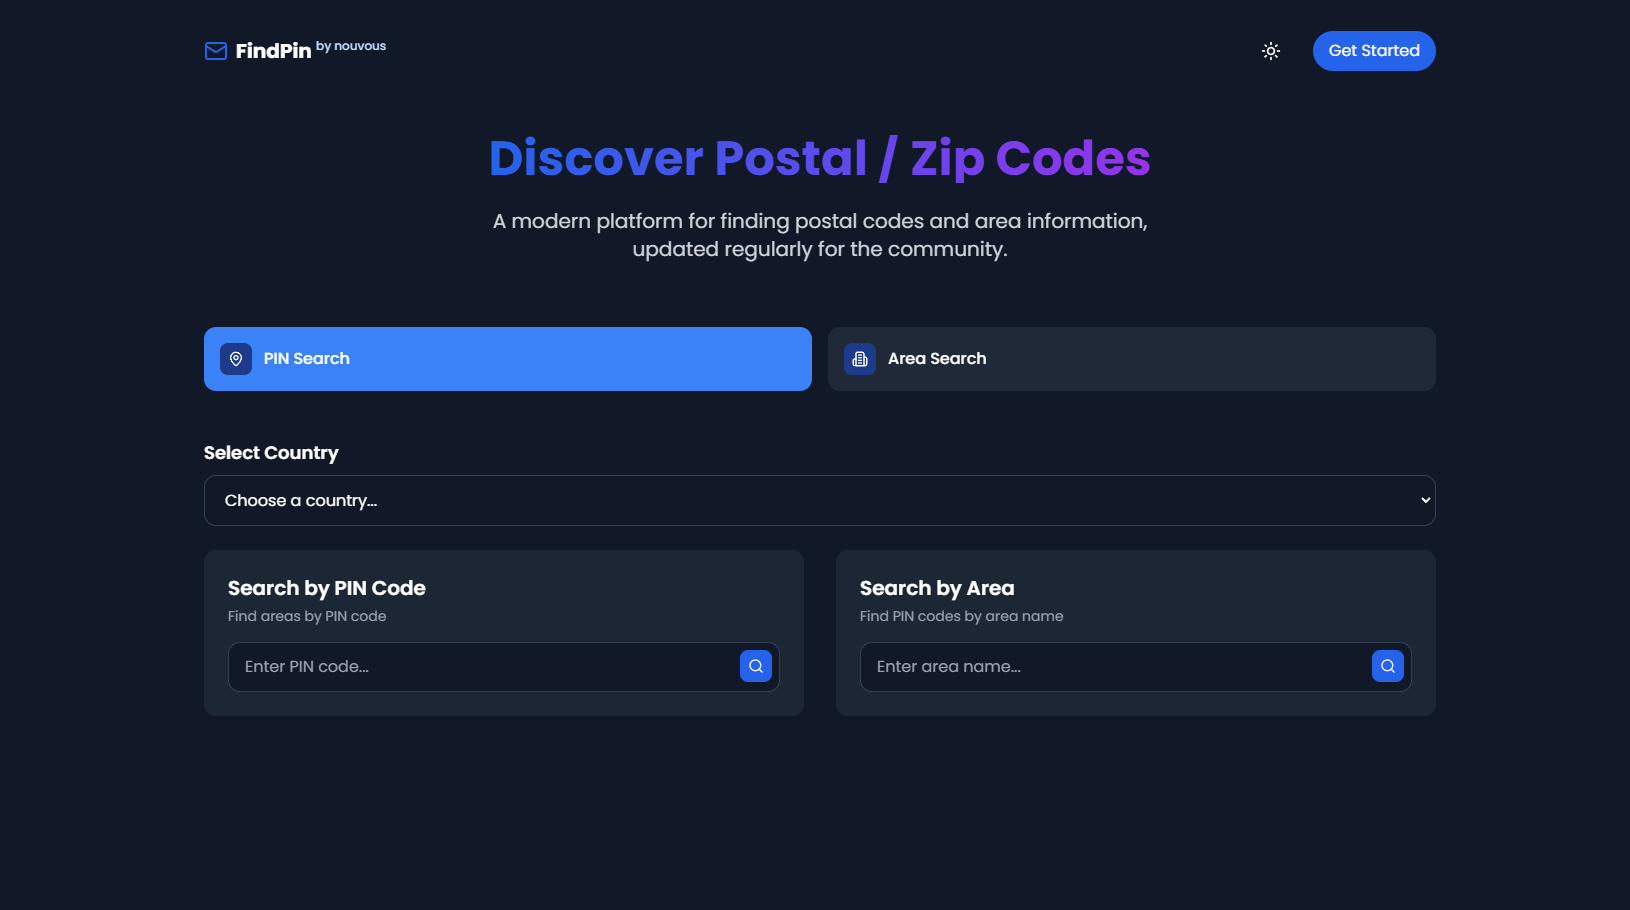 FindPin by nouvous
Get Started
Discover Postal / Zip Codes
A modern platform for finding postal codes and area information,
updated regularly for the community.
PIN Search
Area Search
Select Country
Choose a country...
Search by PIN Code
Find areas by PIN code
Enter PIN code...
Search by Area
Find PIN codes by area name
Enter area name...